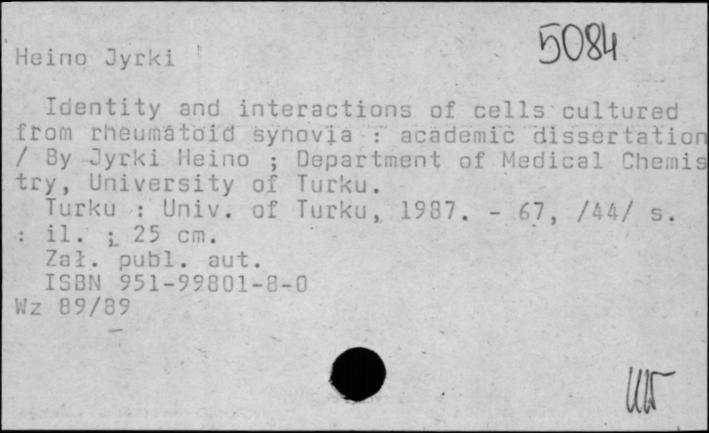 5084
Heino Jyrki
Identity and interactions of cells cultured
from rheumatoid synovia : academic dissertation
/ By Jyrki Heino ; Department of Medical Chemis
try, University of Turku.
Turku : Univ. of Turku, 1987. - 67, /44/ s.
: il. ; 25 cm.
Zał. publ. aut.
ISBN 951-99801-8-0
Wz 89/89